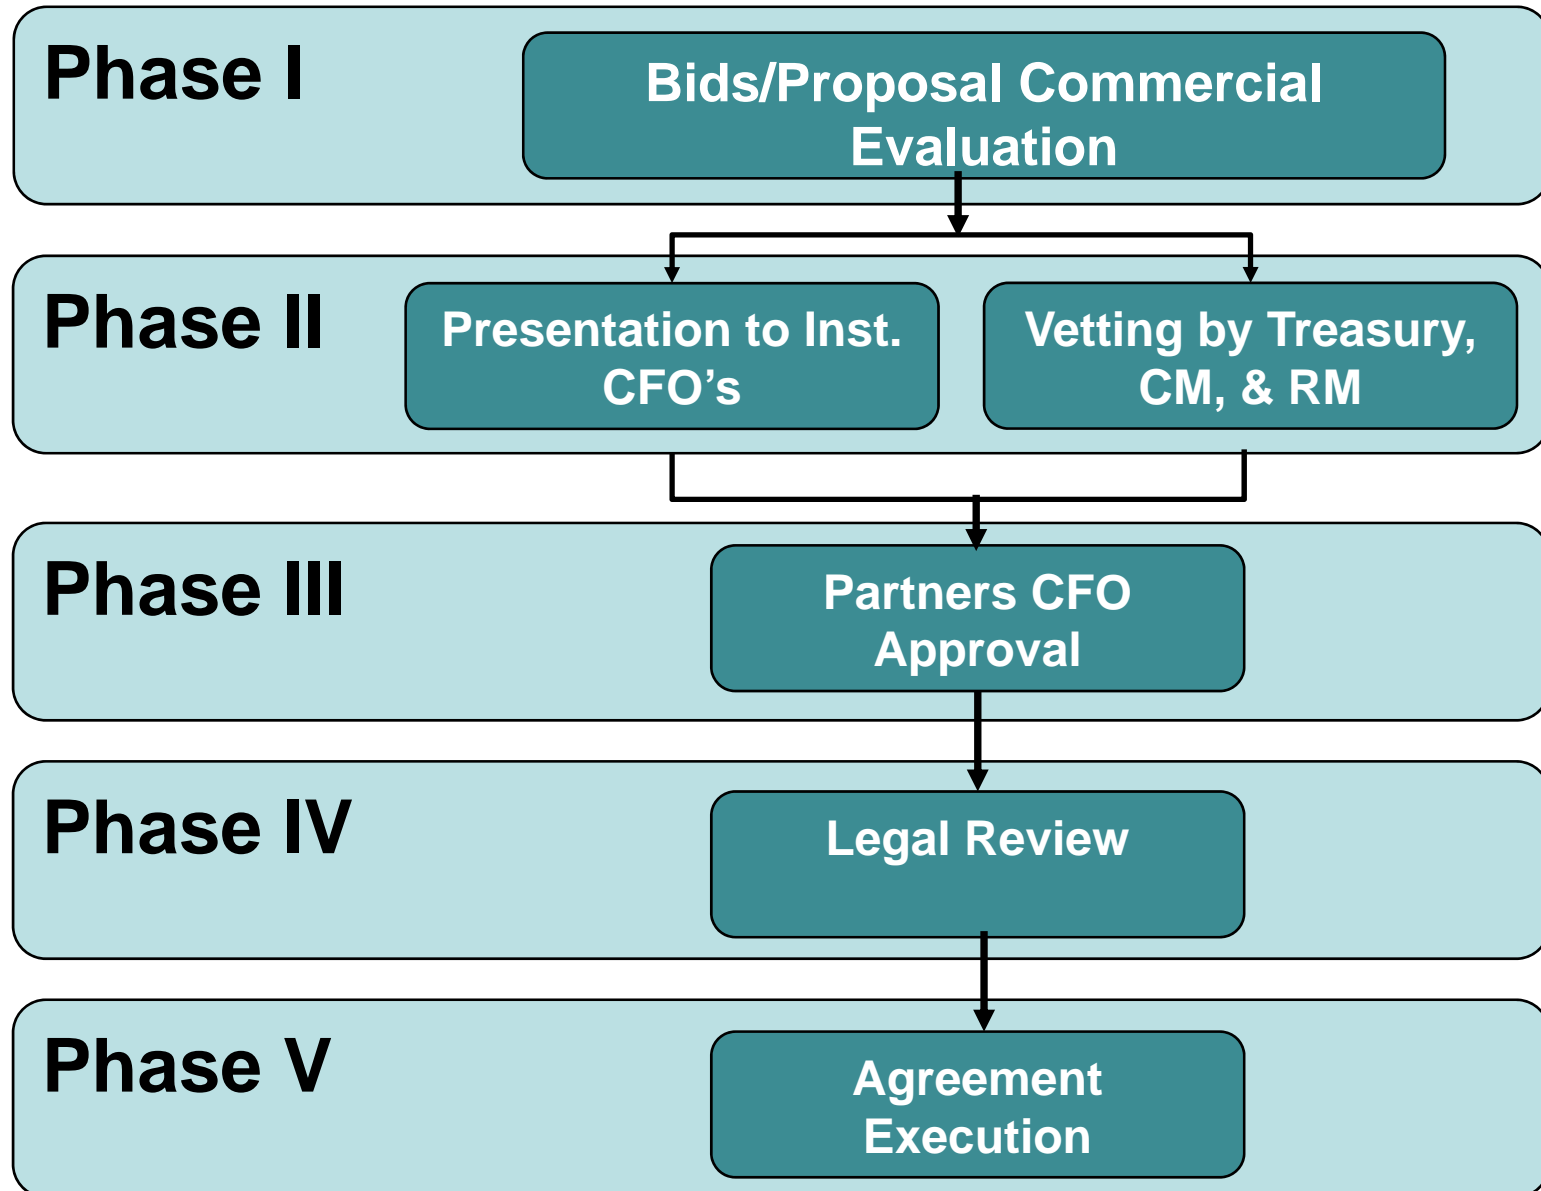 Phase I
Bids/Proposal Commercial
Evaluation
Phase II
Presentation to Inst.
CFO’s
Vetting by Treasury,
CM, & RM
Phase III
Partners CFO
Approval
Phase IV
Legal Review
Phase V
Agreement
Execution